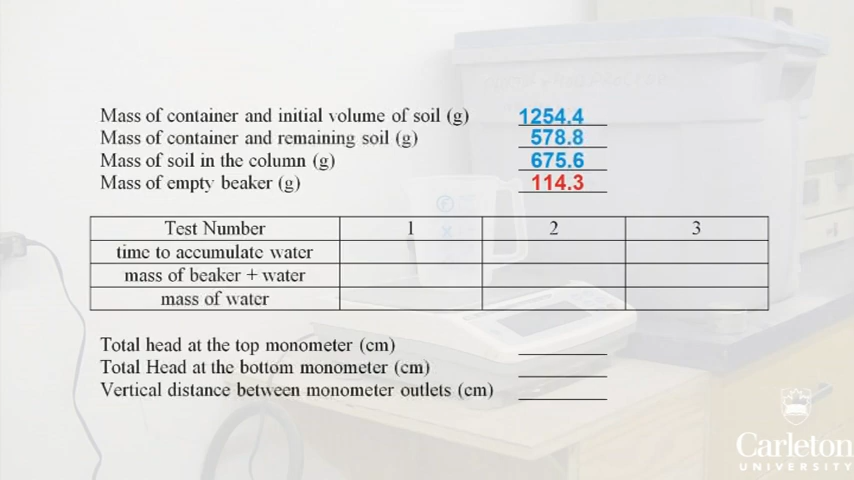 Mass of container and initial volume of soil (g) 1254.4
Mass of container and remaining soil (g) 578.8
Mass of soil in the column (g) 675.6
Mass of empty beaker (g) 114.3
Test Number 1 2 3
time to accumulate water
mass of beaker + water
mass of water
Total head at the top monometer (cm)
Total Head at the bottom monometer (cm)
Vertical distance between monometer outlets (cm)
Carleton
UNIVERSITY